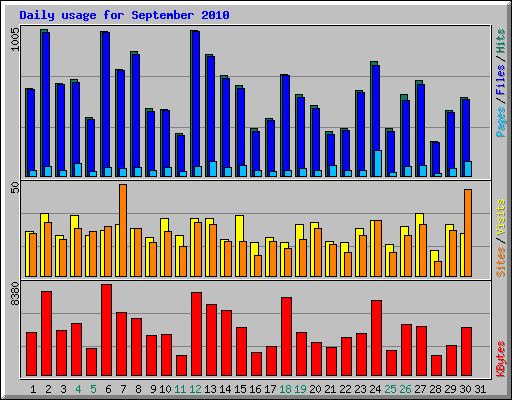 Daily usage for September 2010
1005
Pages / Files / Hits
50
Sites / Visits
8380
KBytes
1 2 3 4 5 6 7 8 9 10 11 12 13 14 15 16 17 18 19 20 21 22 23 24 25 26 27 28 29 30 31